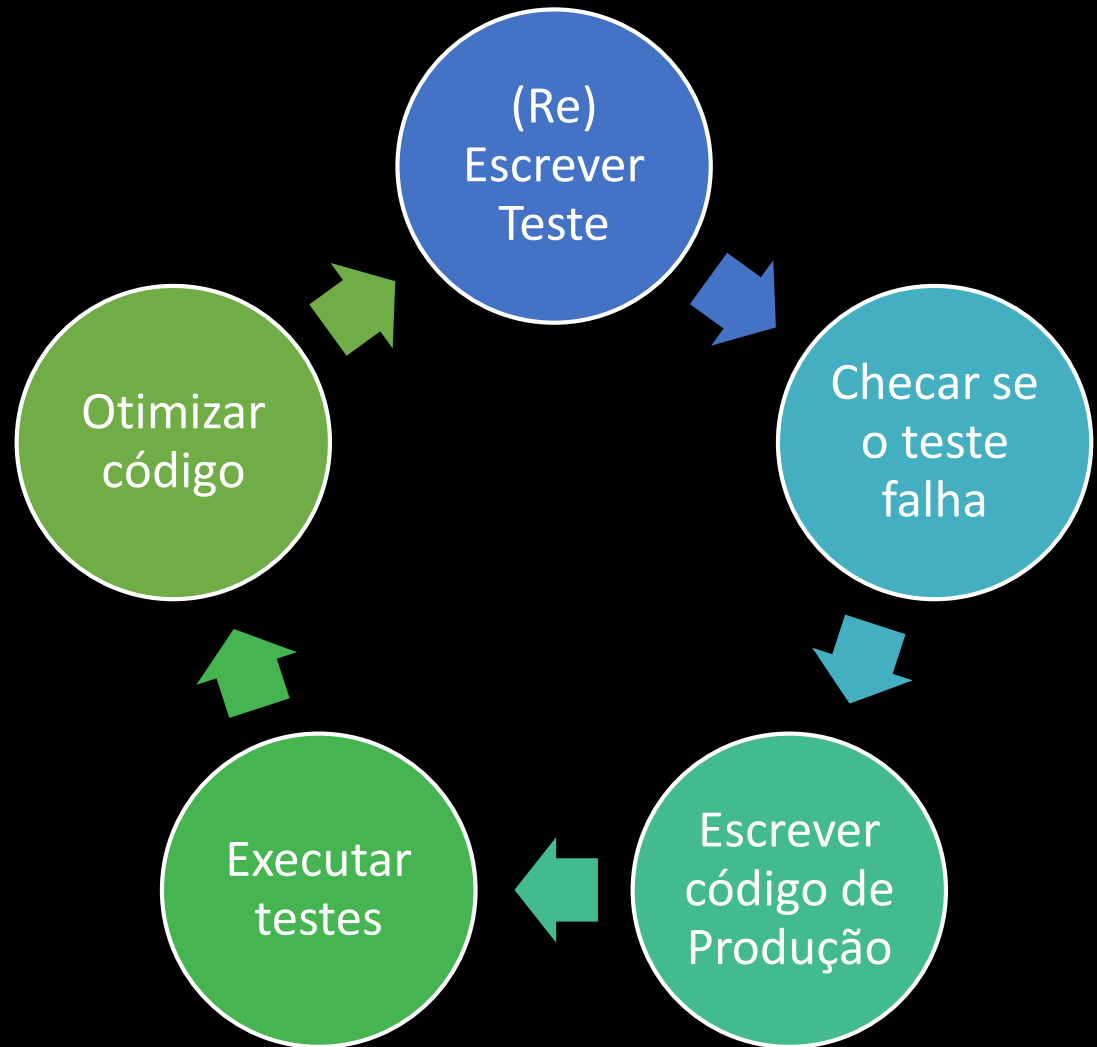 (Re)
Escrever
Teste
Checar se
o teste
falha
Escrever
código de
Produção
Executar
testes
Otimizar
código